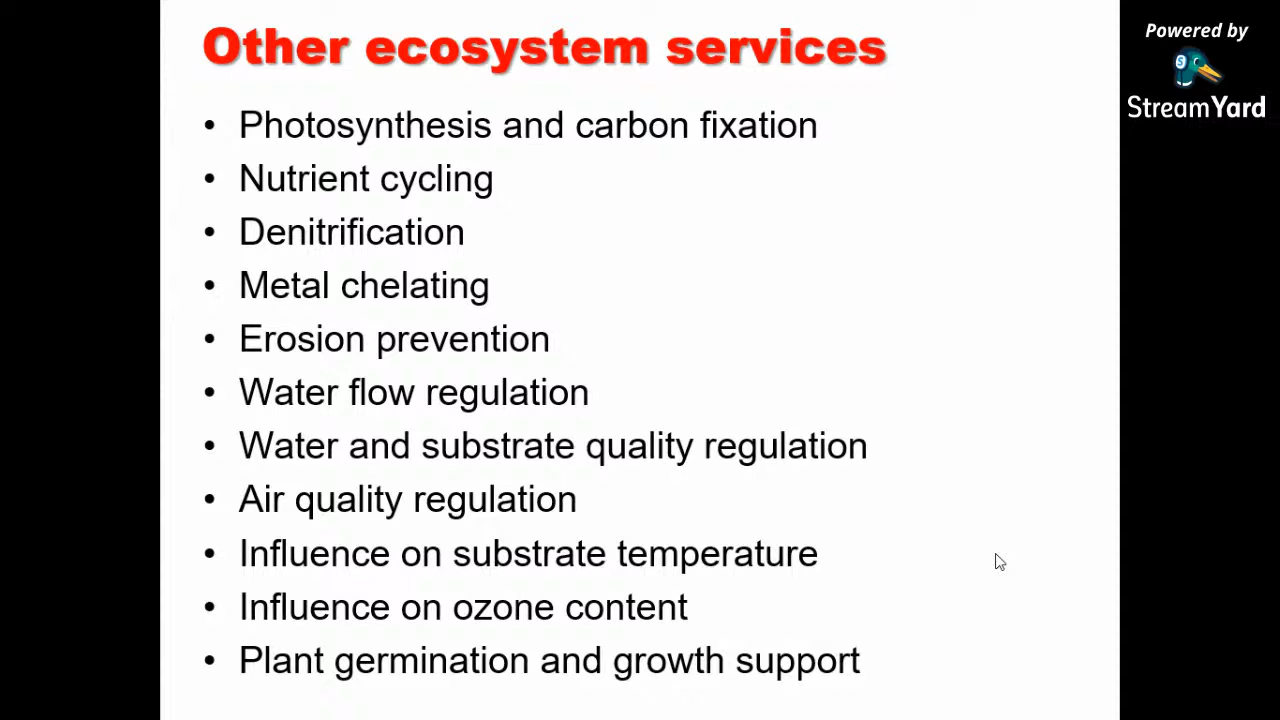 Other ecosystem services
• Photosynthesis and carbon fixation
• Nutrient cycling
• Denitrification
• Metal chelating
• Erosion prevention
• Water flow regulation
• Water and substrate quality regulation
• Air quality regulation
• Influence on substrate temperature
• Influence on ozone content
• Plant germination and growth support
Powered by
S
StreamYard